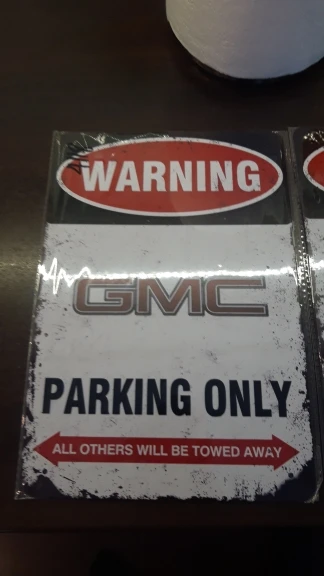 WARNING
GMC
PARKING ONLY
ALL OTHERS WILL BE TOWED AWAY